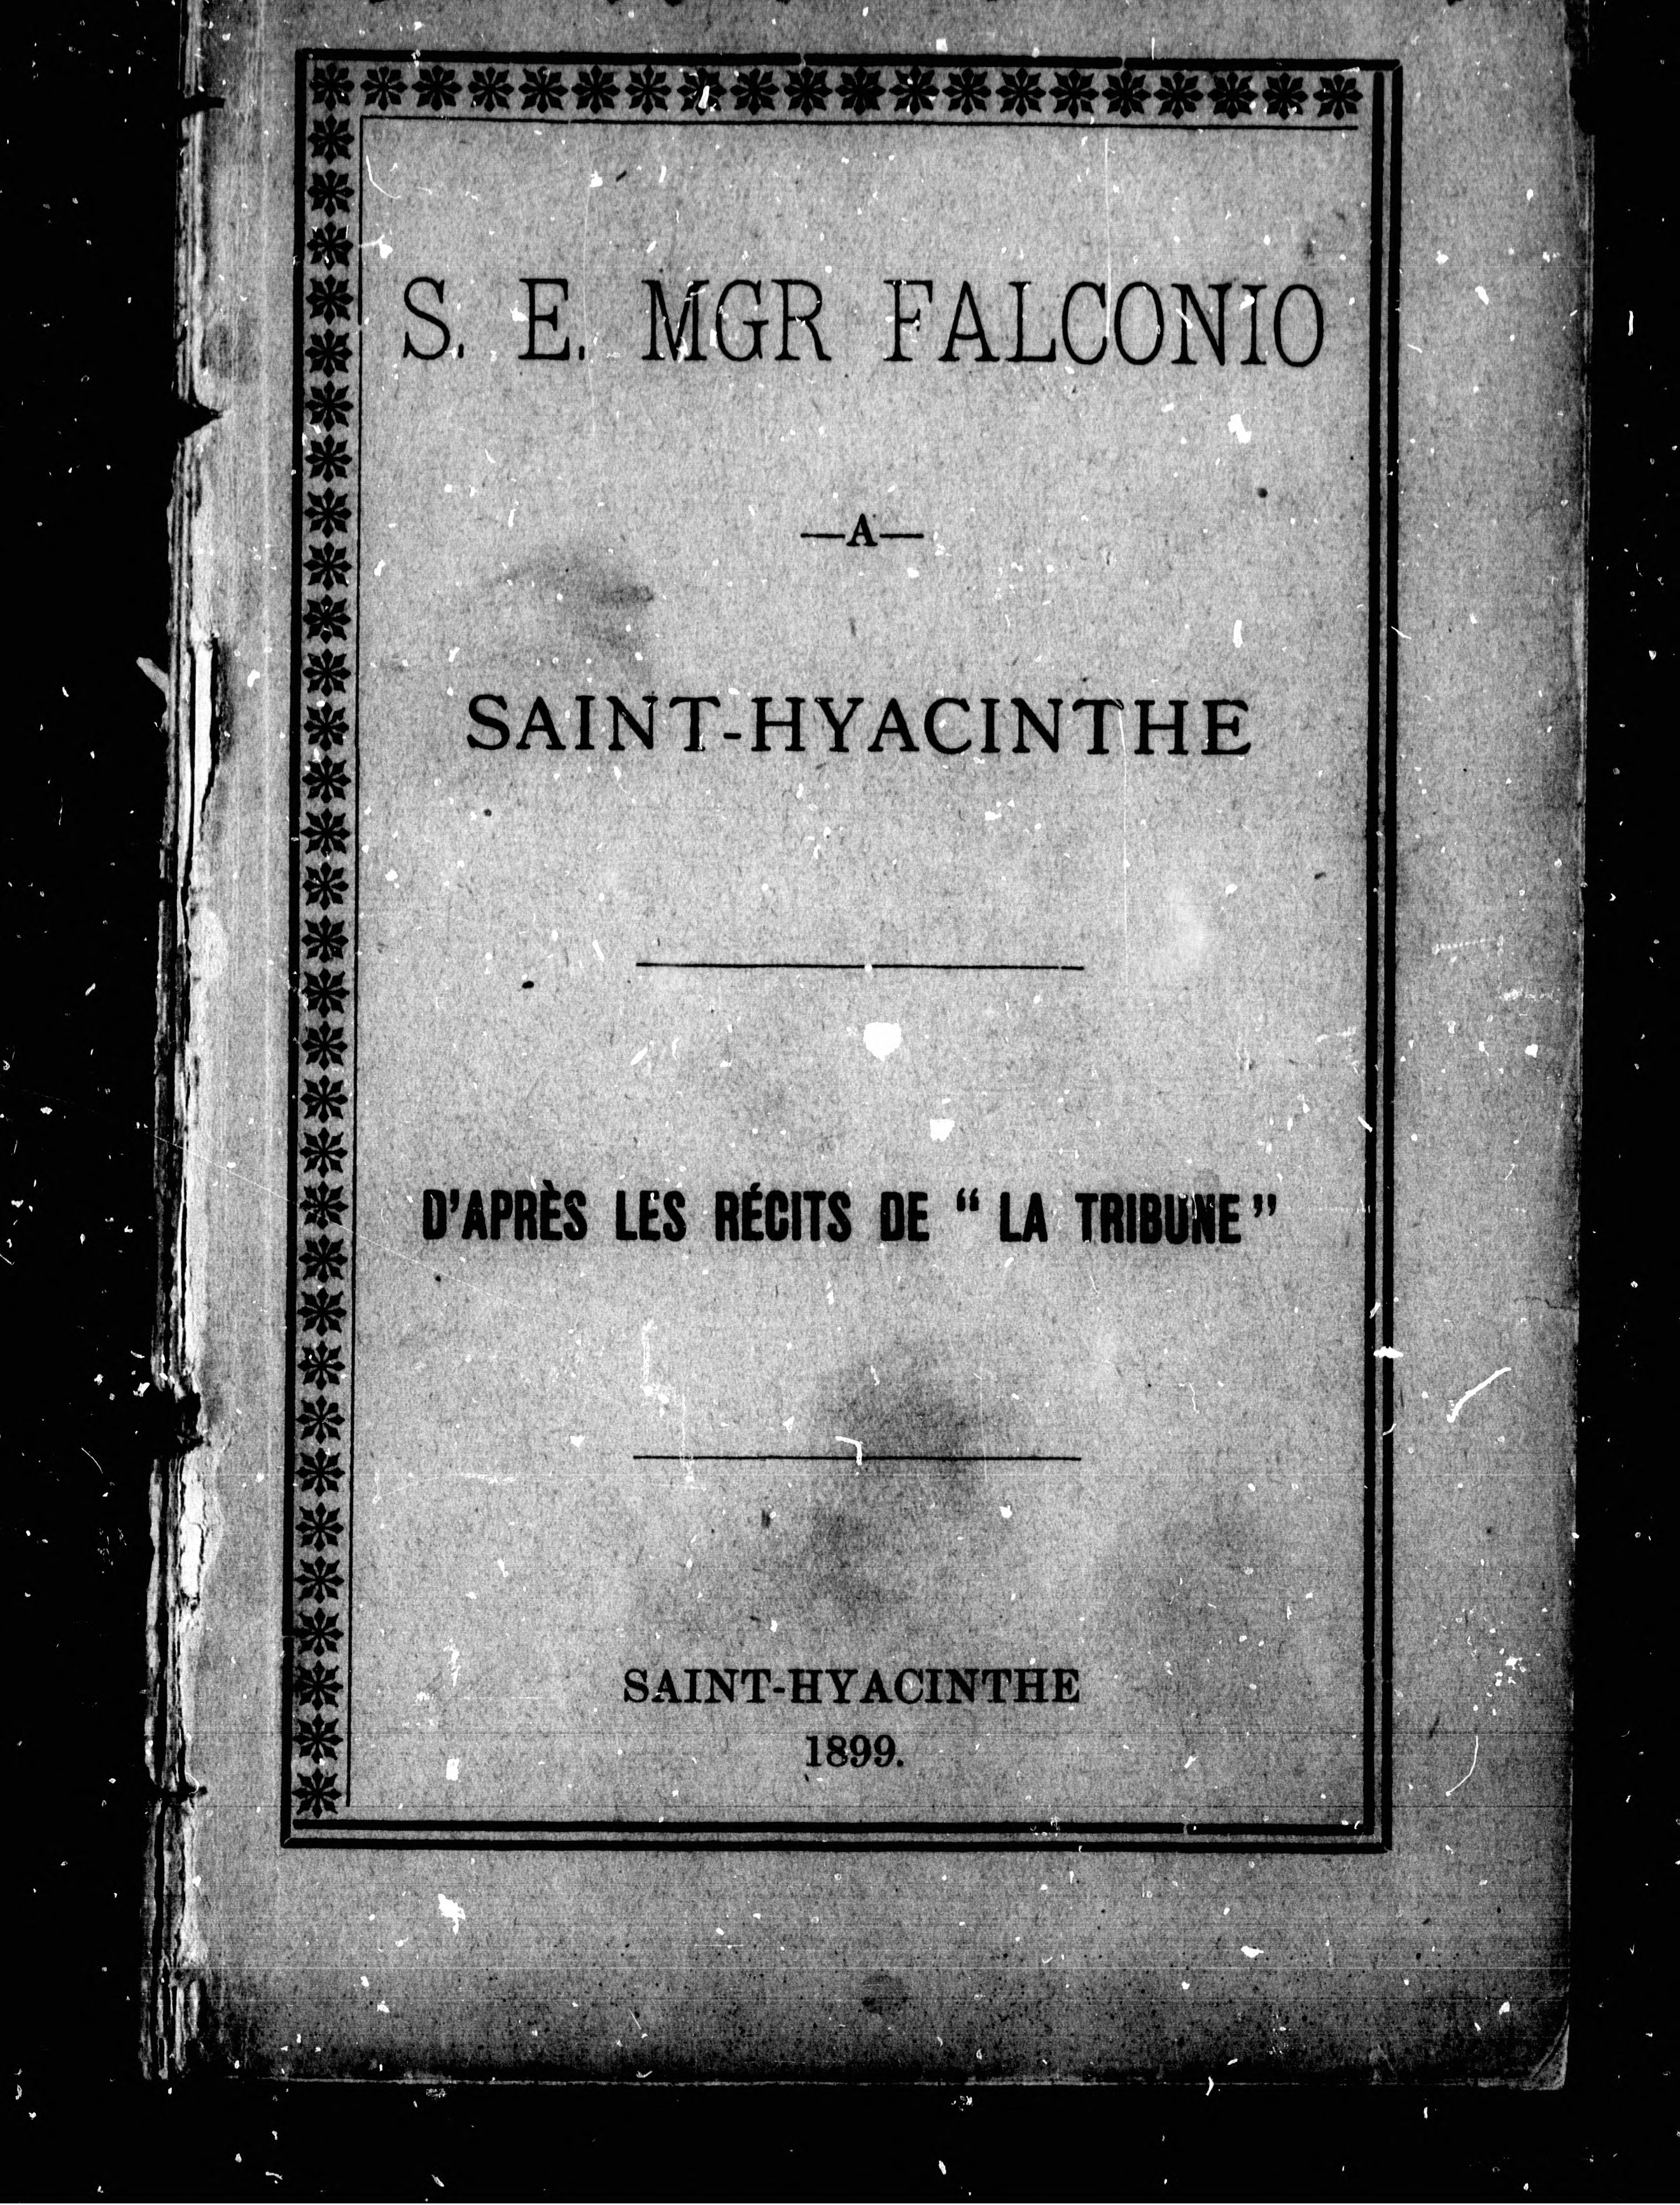 S. E. MGR FALCONIO
—A—
SAINT-HYACINTHE
D'APRÈS LES RÉCITS DE “ LA TRIBUNE ”
SAINT-HYACINTHE
1899.